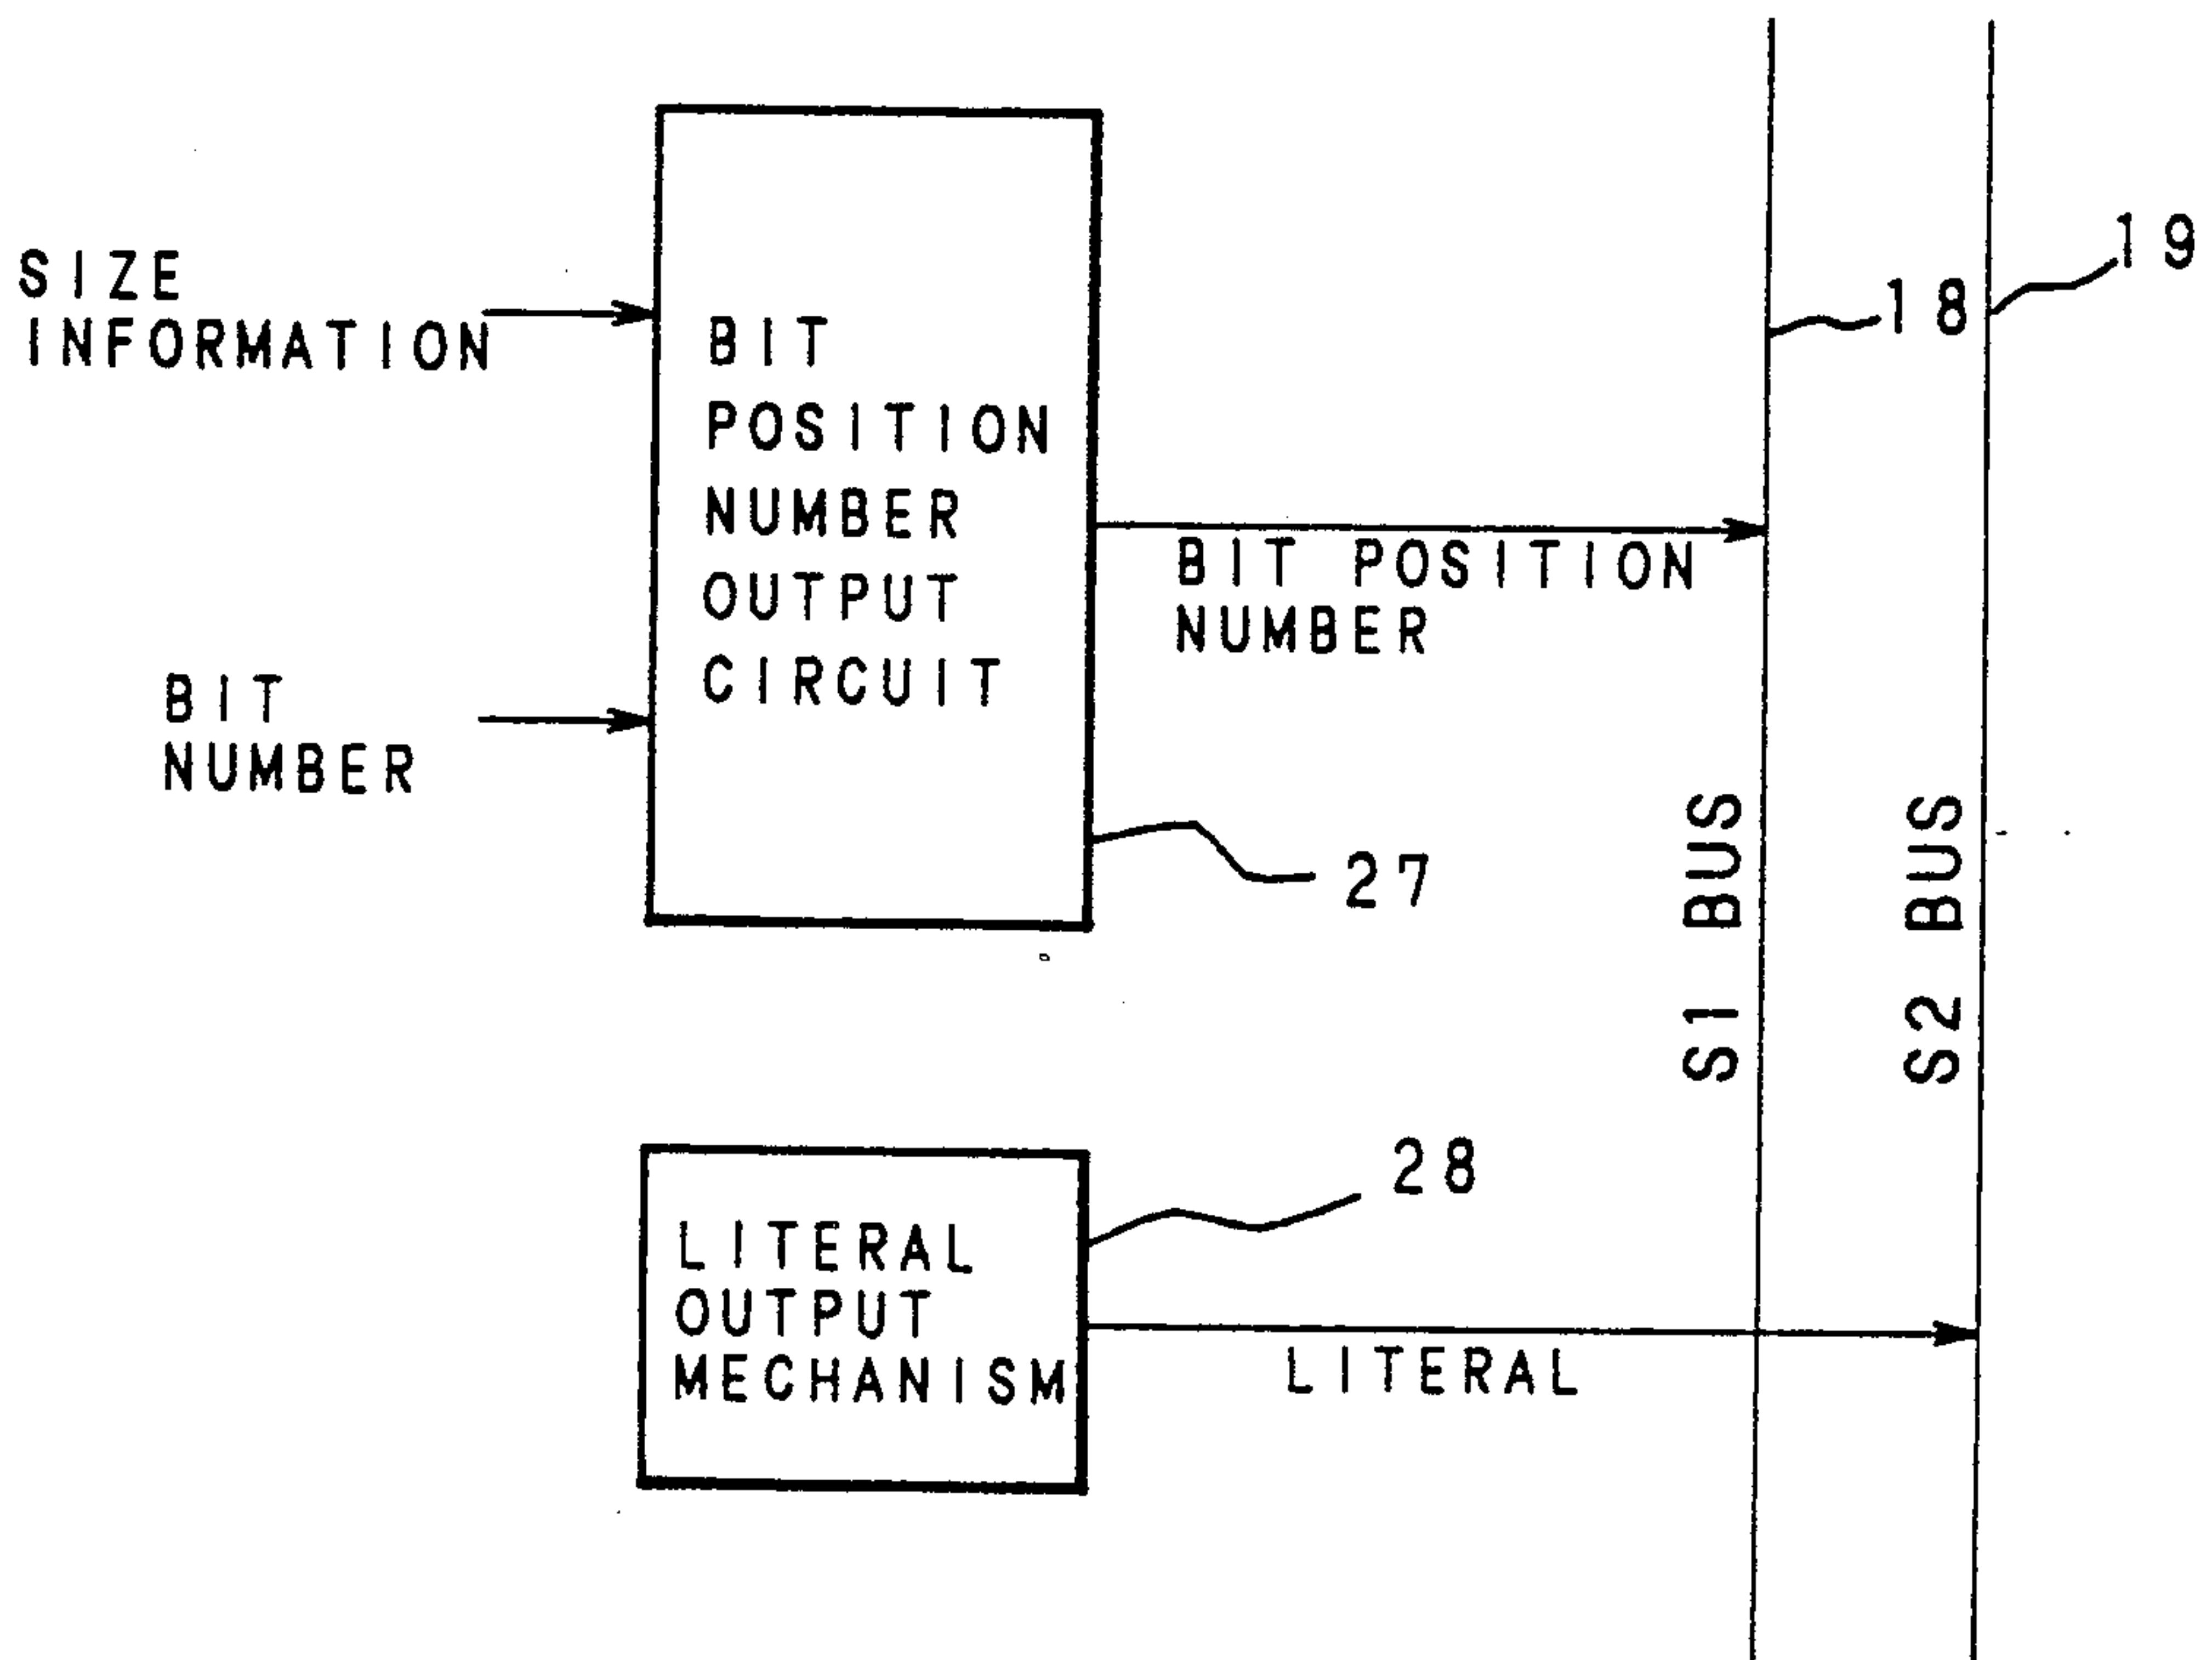 19
18
SIZE
INFORMATION
BIT
POSITION
NUMBER
OUTPUT
CIRCUIT
BIT POSITION
NUMBER
BIT
NUMBER
27
S1 BUS
S2 BUS
28
LITERAL
OUTPUT
MECHANISM
LITERAL